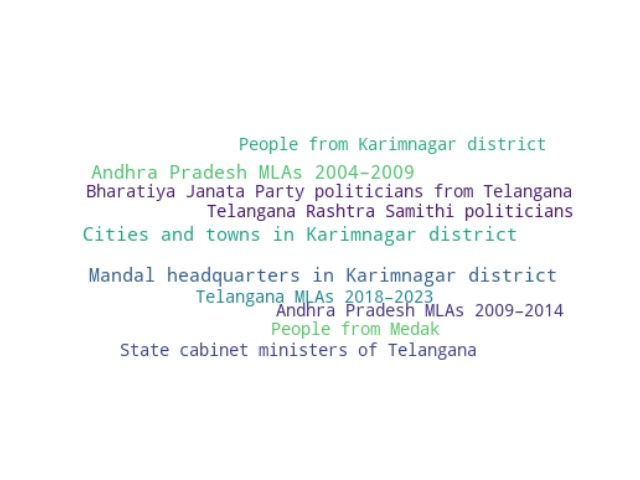 People from Karimnagar district
Andhra Pradesh MLAs 2004–2009
Bharatiya Janata Party politicians from Telangana
Telangana Rashtra Samithi politicians
Cities and towns in Karimnagar district
Mandal headquarters in Karimnagar district
Telangana MLAs 2018–2023
Andhra Pradesh MLAs 2009–2014
People from Medak
State cabinet ministers of Telangana